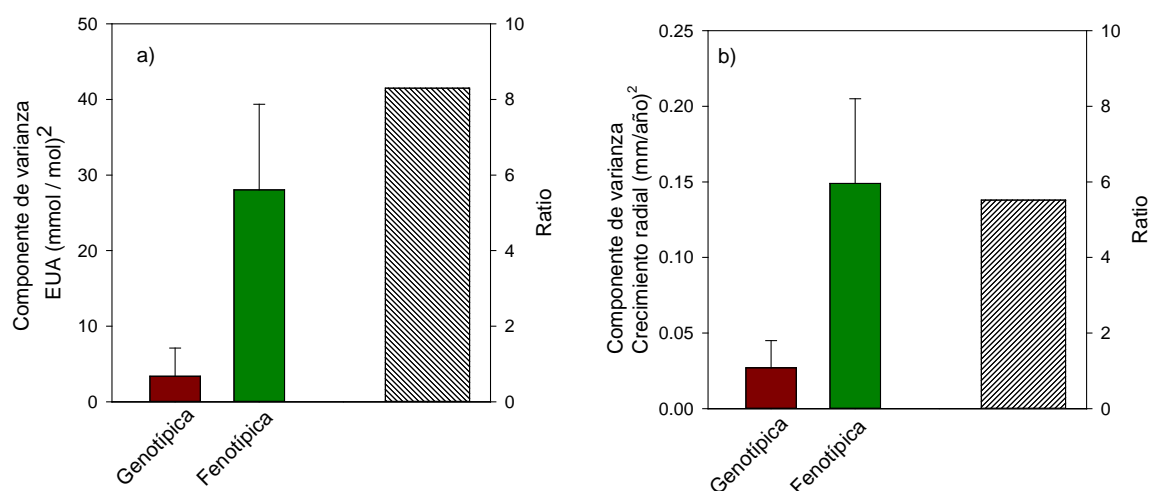 a)
Componente de varianza
EUA (mmol / mol)²
50
40
30
20
10
0
10
8
6
4
2
0
Ratio
Genotípica
Fenotípica
b)
Componente de varianza
Crecimiento radial (mm/año)²
0.25
0.20
0.15
0.10
0.05
0.00
10
8
6
4
2
0
Ratio
Genotípica
Fenotípica